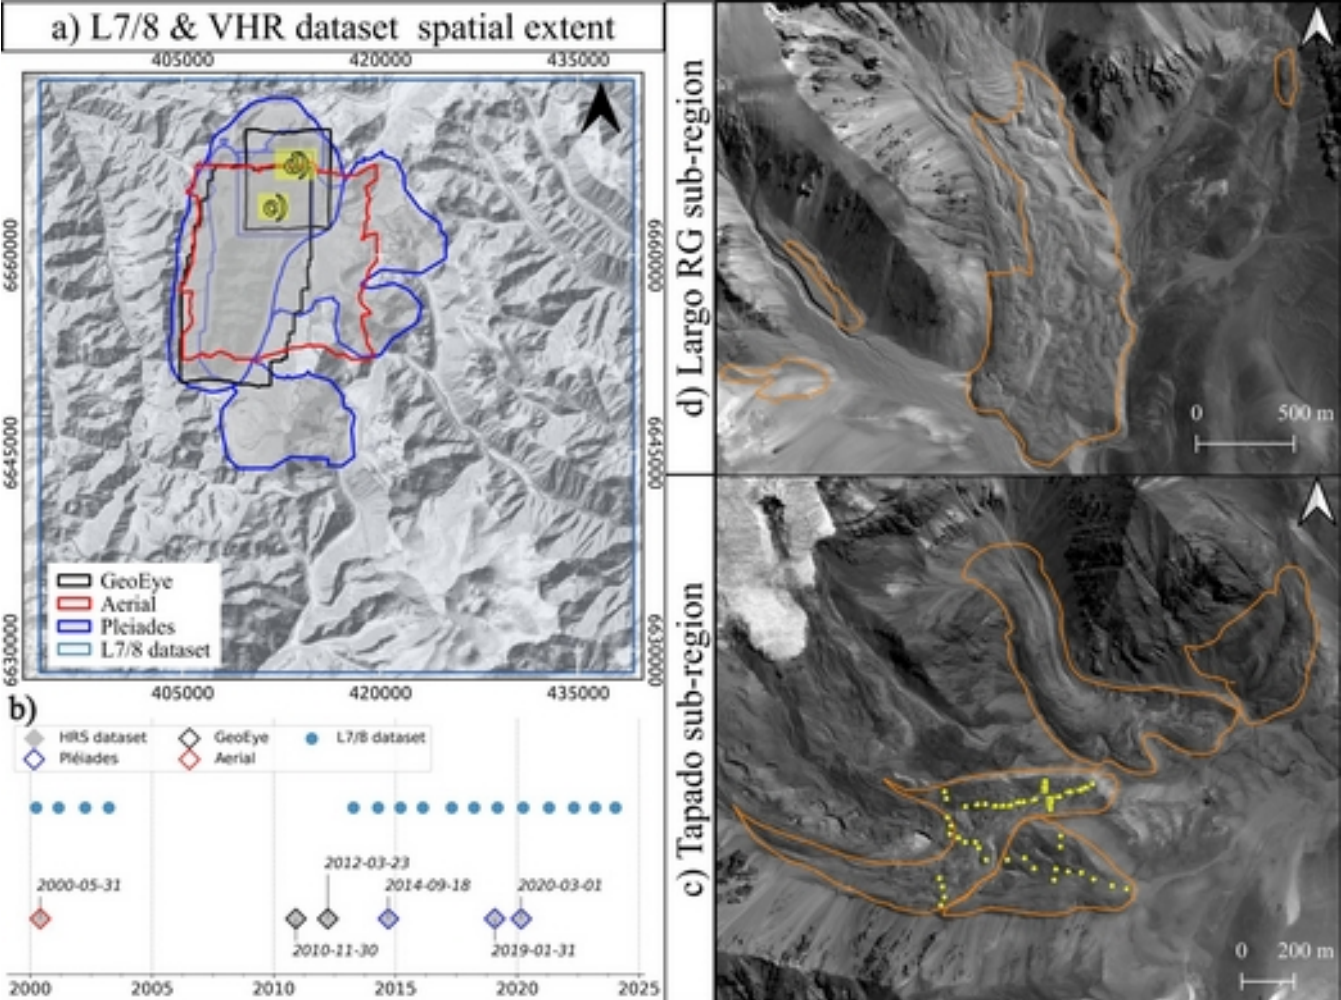 a) L7/8 & VHR dataset spatial extent
405000 420000 435000
6660000
6660000
6645000
6645000
6630000
6630000
GeoEye
Aerial
Pleiades
L7/8 dataset
405000 420000 435000
b)
HRS dataset GeoEye L7/8 dataset
Pléiades Aerial
2012-03-23
2000-05-31 2014-09-18 2020-03-01
2010-11-30 2019-01-31
2000 2005 2010 2015 2020 2025
d) Largo RG sub-region
0 500 m
c) Tapado sub-region
0 200 m